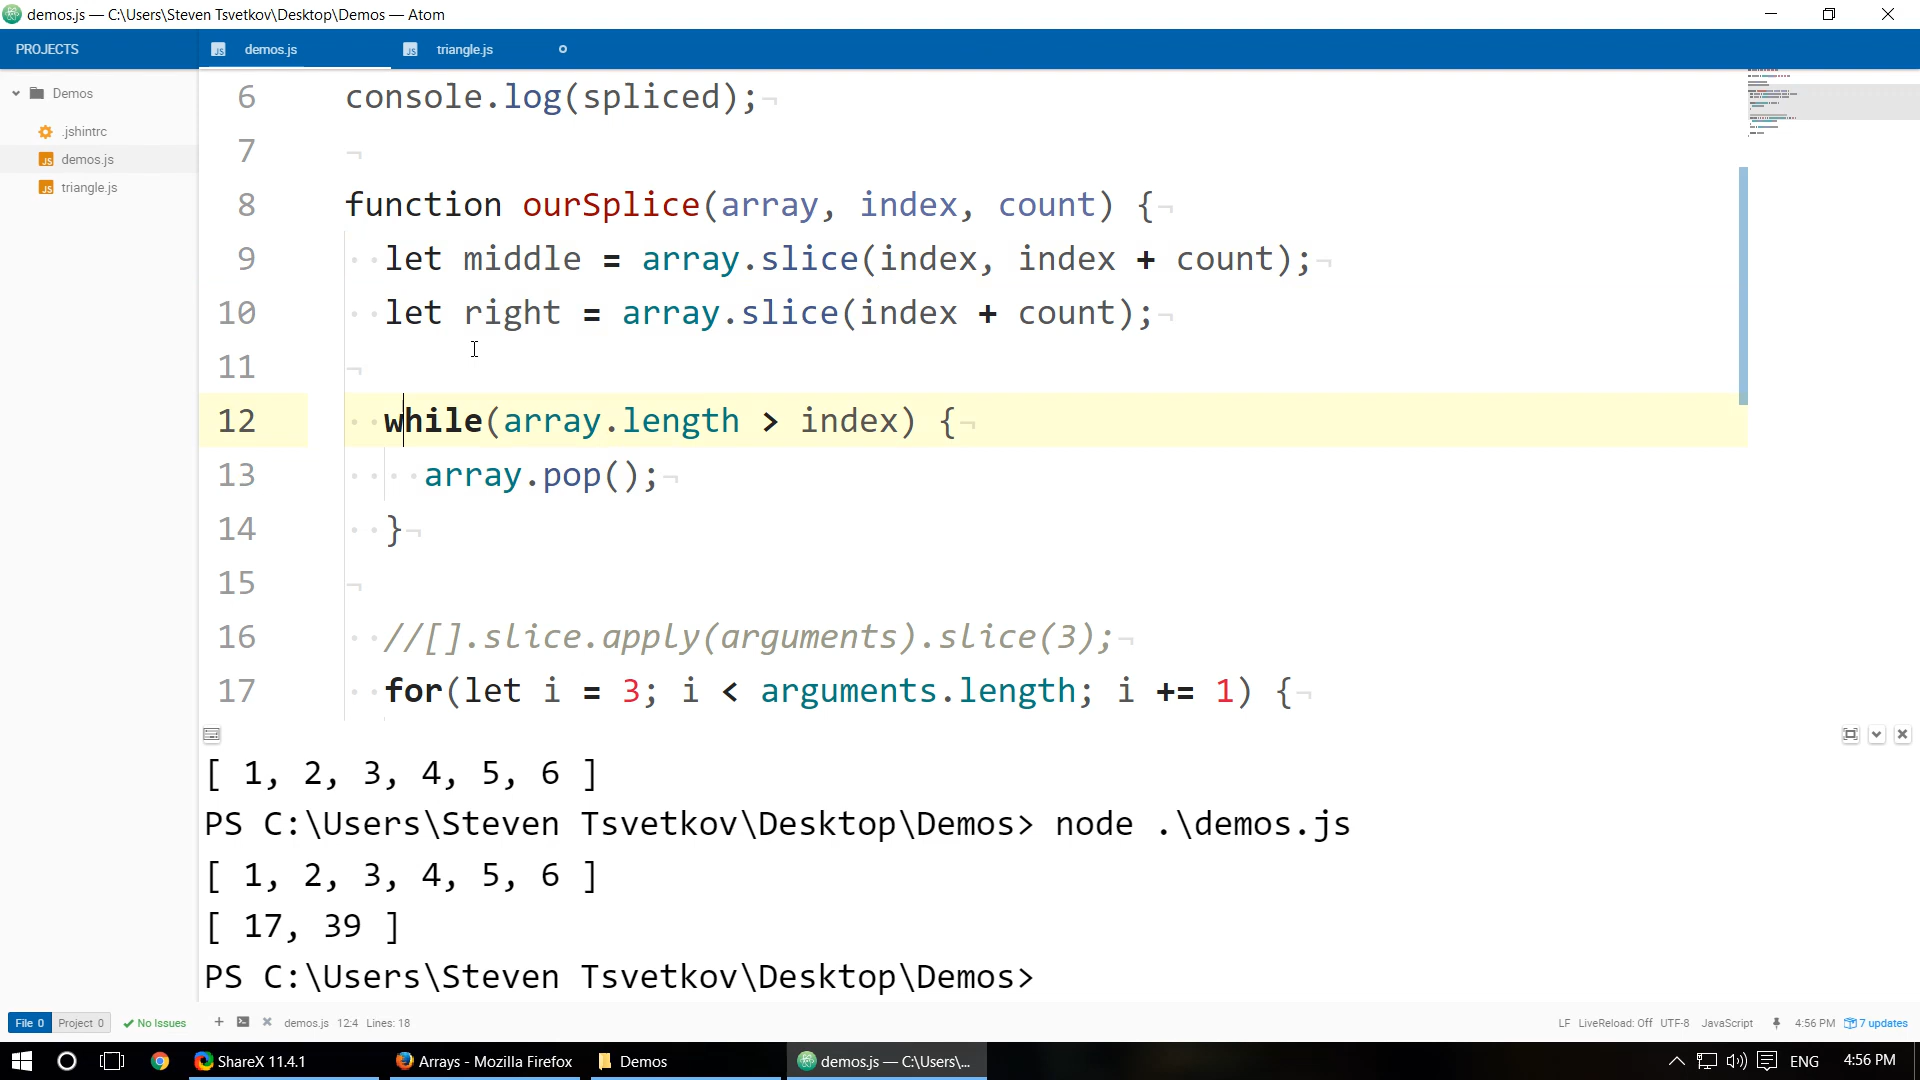 demos.js — C:\Users\Steven Tsvetkov\Desktop\Demos — Atom
PROJECTS
demos.js
triangle.js
Demos
.jshintrc
demos.js
triangle.js
6 console.log(spliced);¬
7 ¬
8 function ourSplice(array, index, count) {¬
9 ··let middle = array.slice(index, index + count);¬
10 ··let right = array.slice(index + count);¬
11 ¬
12 ··while(array.length > index) {¬
13 ····array.pop();¬
14 ··}¬
15 ¬
16 ··//[].slice.apply(arguments).slice(3);¬
17 ··for(let i = 3; i < arguments.length; i += 1) {¬
[ 1, 2, 3, 4, 5, 6 ]
PS C:\Users\Steven Tsvetkov\Desktop\Demos> node .\demos.js
[ 1, 2, 3, 4, 5, 6 ]
[ 17, 39 ]
PS C:\Users\Steven Tsvetkov\Desktop\Demos>
File 0 Project 0 No Issues demos.js 12:4 Lines: 18 LF LiveReload: Off UTF-8 JavaScript 4:56 PM 7 updates
ShareX 11.4.1 Arrays - Mozilla Firefox Demos demos.js — C:\Users\... ENG 4:56 PM